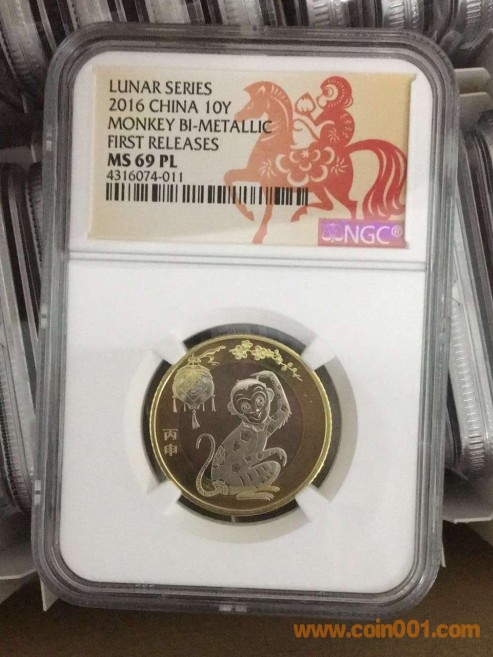 LUNAR SERIES
2016 CHINA 10Y
MONKEY BI-METALLIC
FIRST RELEASES
MS 69 PL
4316074-011
NGC®
丙申
www.coin001.com